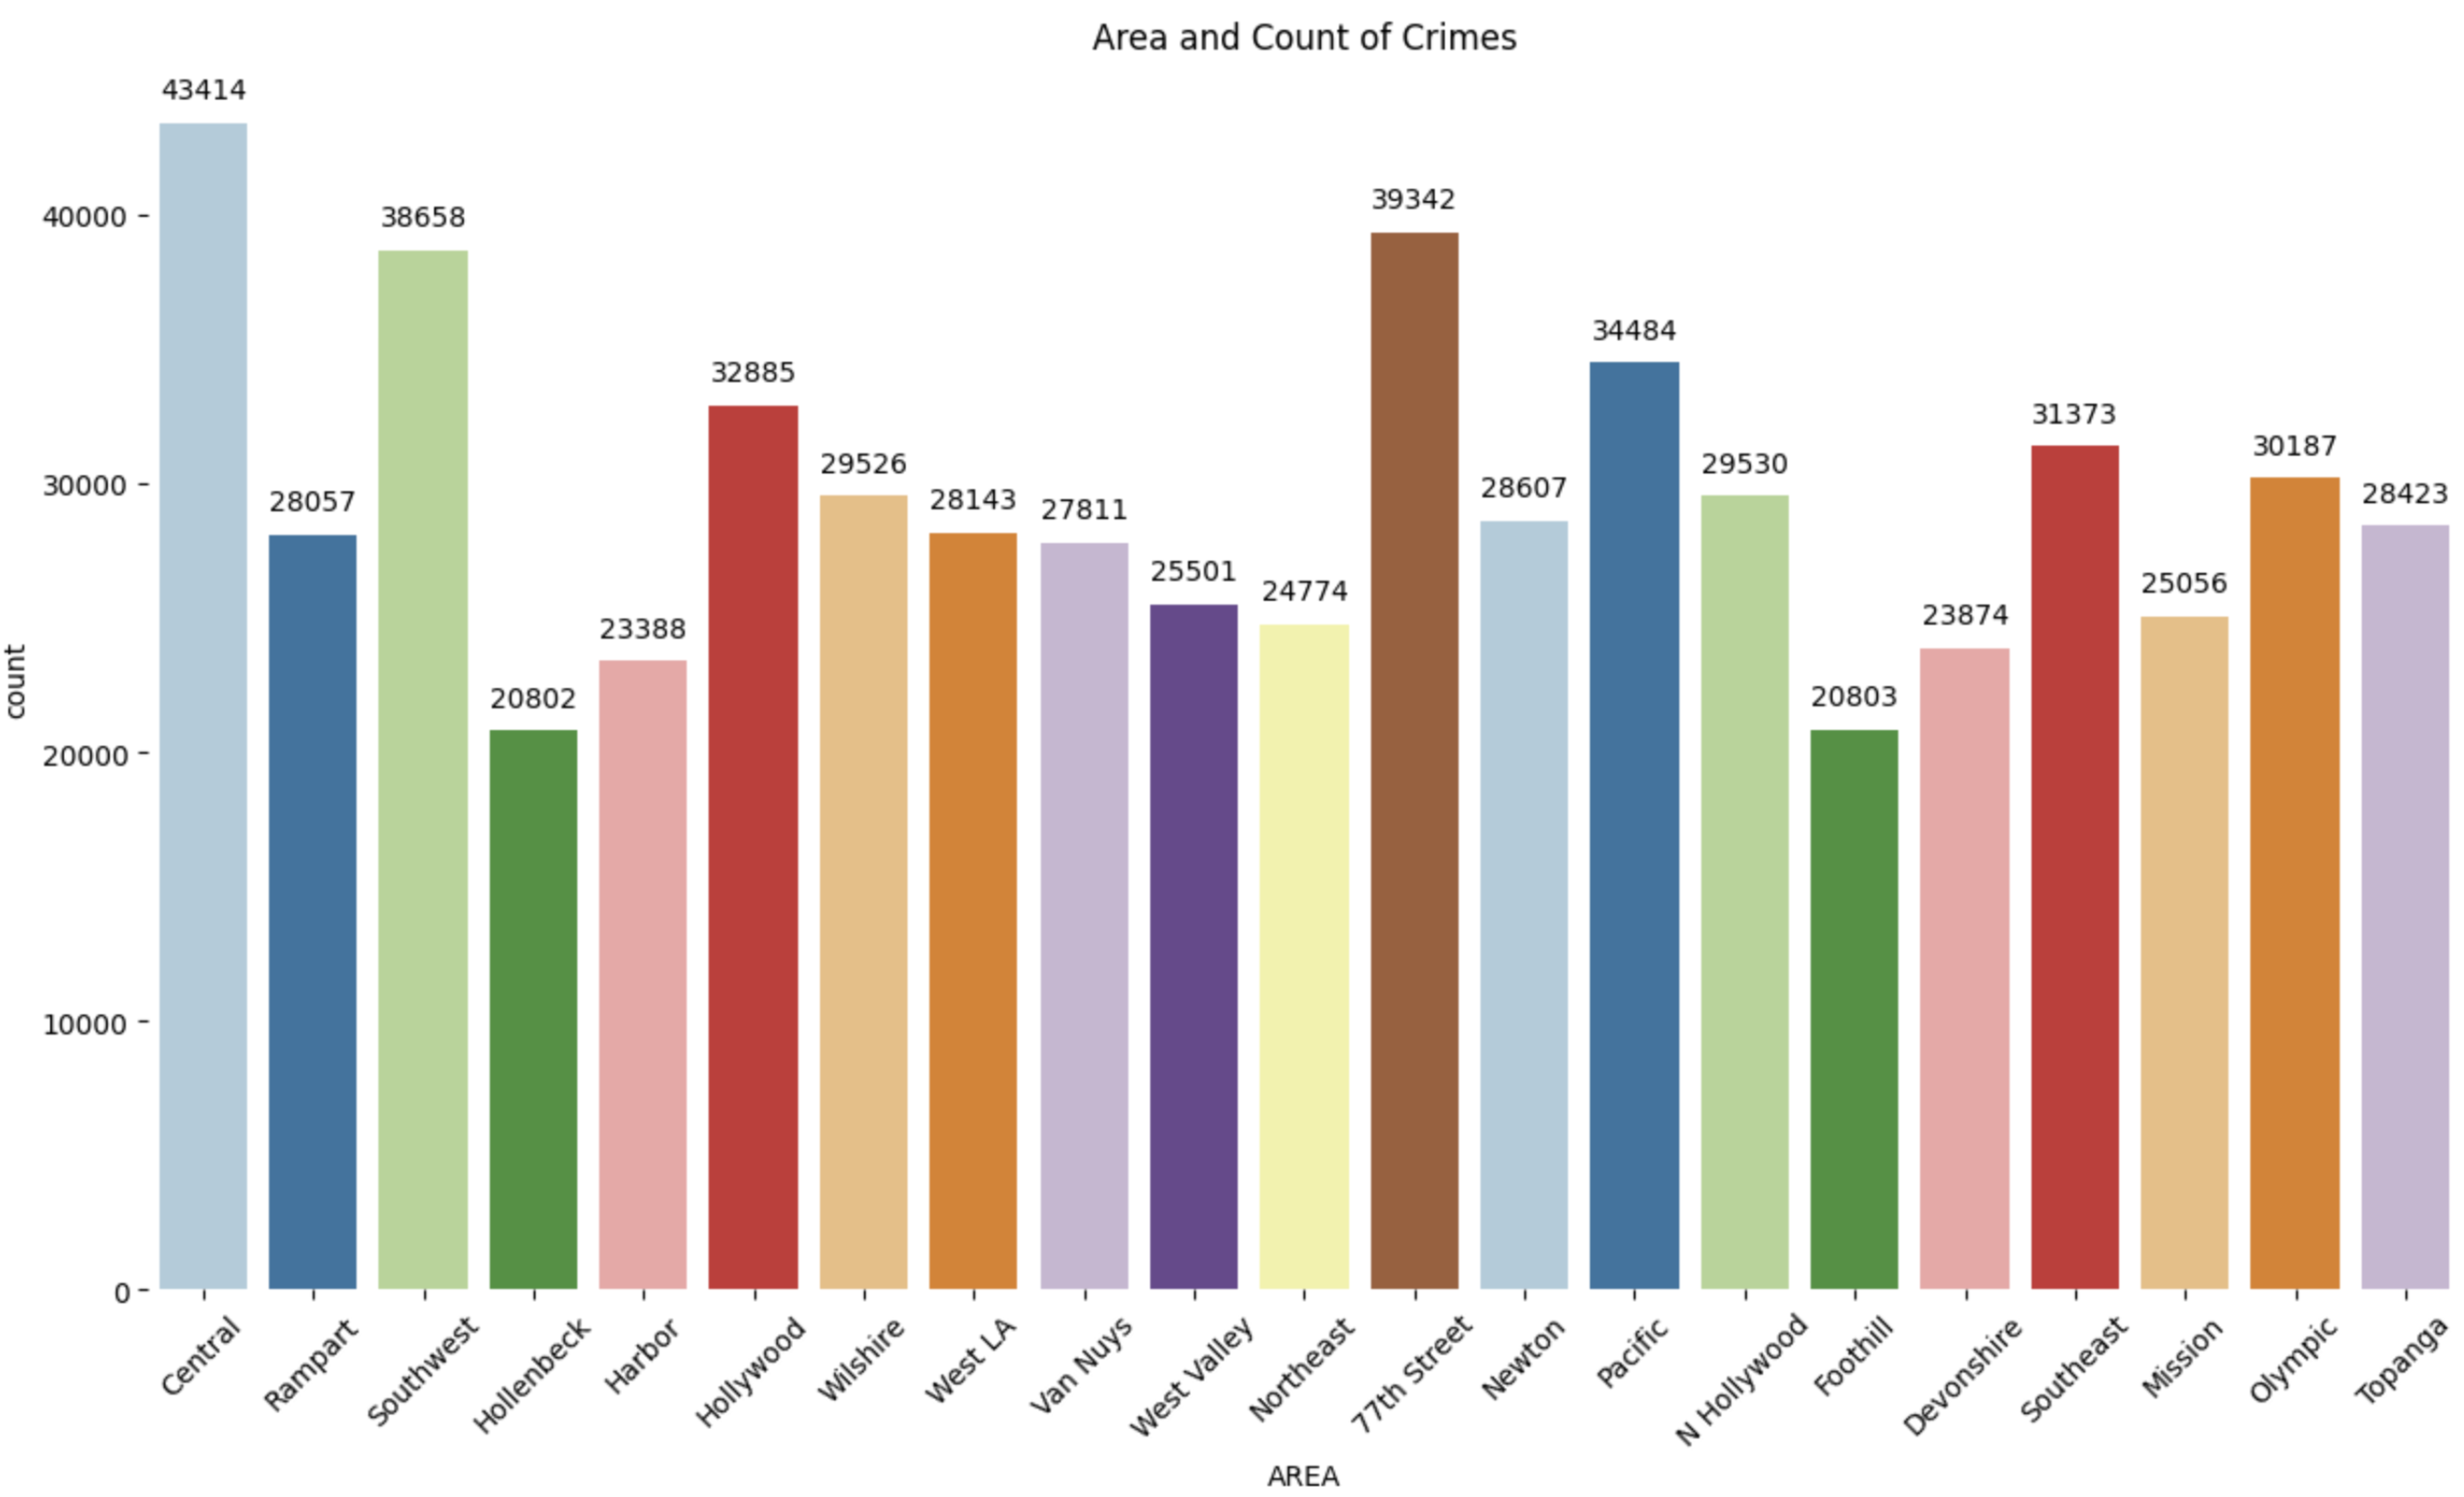 Area and Count of Crimes
43414
28057
38658
20802
23388
32885
29526
28143
27811
25501
24774
39342
28607
34484
29530
20803
23874
31373
25056
30187
28423
count
40000
30000
20000
10000
0
Central
Rampart
Southwest
Hollenbeck
Harbor
Hollywood
Wilshire
West LA
Van Nuys
West Valley
Northeast
77th Street
Newton
Pacific
N Hollywood
Foothill
Devonshire
Southeast
Mission
Olympic
Topanga
AREA